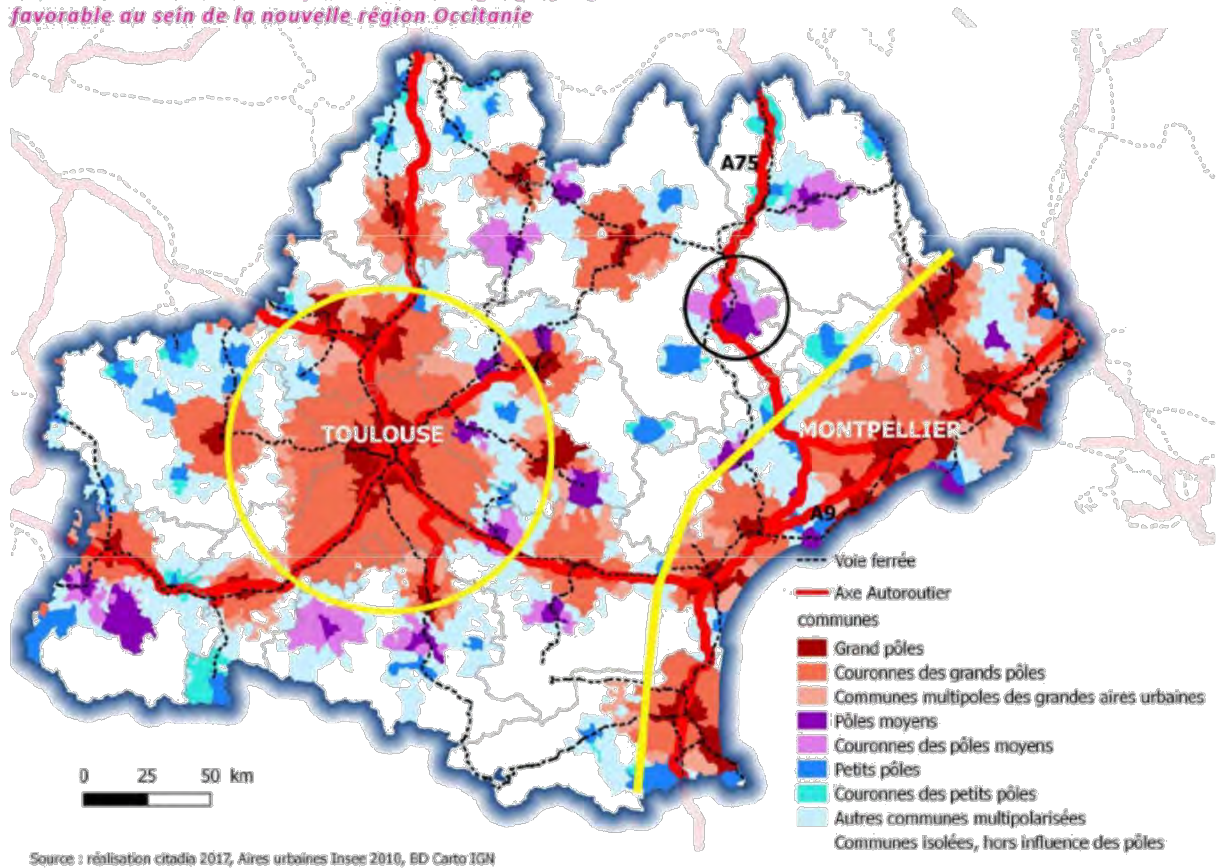 favorable au sein de la nouvelle région Occitanie
A75
TOULOUSE
MONTPELLIER
A9
Voie ferrée
Axe Autoroutier
communes
Grand pôles
Couronnes des grands pôles
Communes multipoles des grandes aires urbaines
Pôles moyens
Couronnes des pôles moyens
Petits pôles
Couronnes des petits pôles
Autres communes multipolarisées
Communes isolées, hors influence des pôles
0 25 50 km
Source : réalisation citadia 2017, Aires urbaines Insee 2010, BD Carto IGN